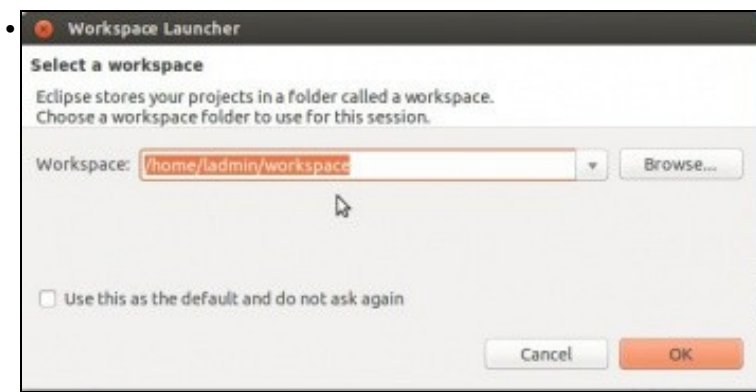 Workspace Launcher
Select a workspace
Eclipse stores your projects in a folder called a workspace.
Choose a workspace folder to use for this session.
Workspace: /home/ladmin/workspace Browse...
Use this as the default and do not ask again
Cancel OK